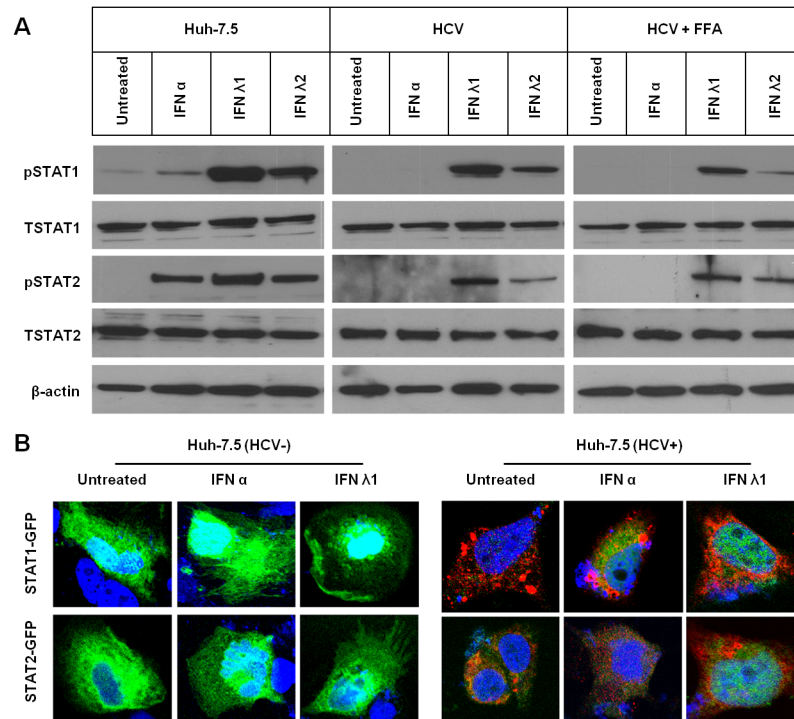 A
Huh-7.5 HCV HCV + FFA
Untreated IFN α IFN λ1 IFN λ2 Untreated IFN α IFN λ1 IFN λ2 Untreated IFN α IFN λ1 IFN λ2
pSTAT1
TSTAT1
pSTAT2
TSTAT2
β-actin
B
Huh-7.5 (HCV-) Huh-7.5 (HCV+)
Untreated IFN α IFN λ1 Untreated IFN α IFN λ1
STAT1-GFP
STAT2-GFP